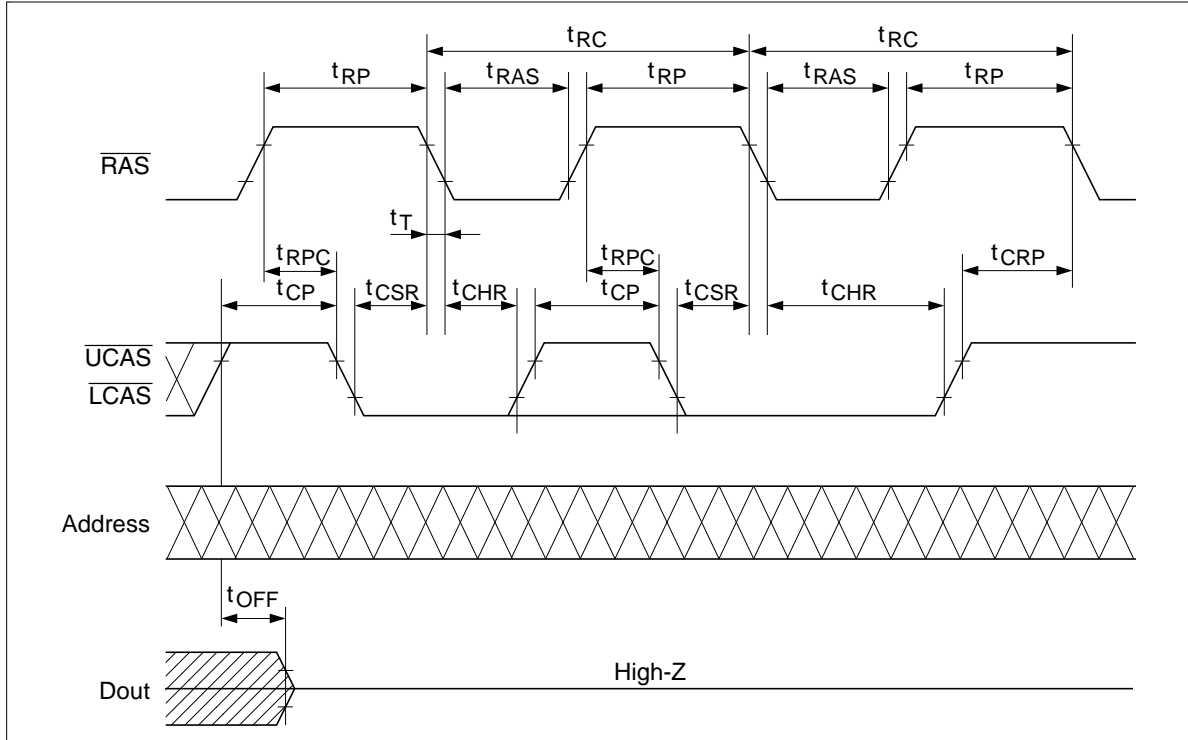 tRC tRC
tRP tRAS tRP tRAS tRP
RAS
tT
tRPC tRPC tCRP
tCP tCSR tCHR tCP tCSR tCHR
UCAS
LCAS
Address
tOFF
High-Z
Dout